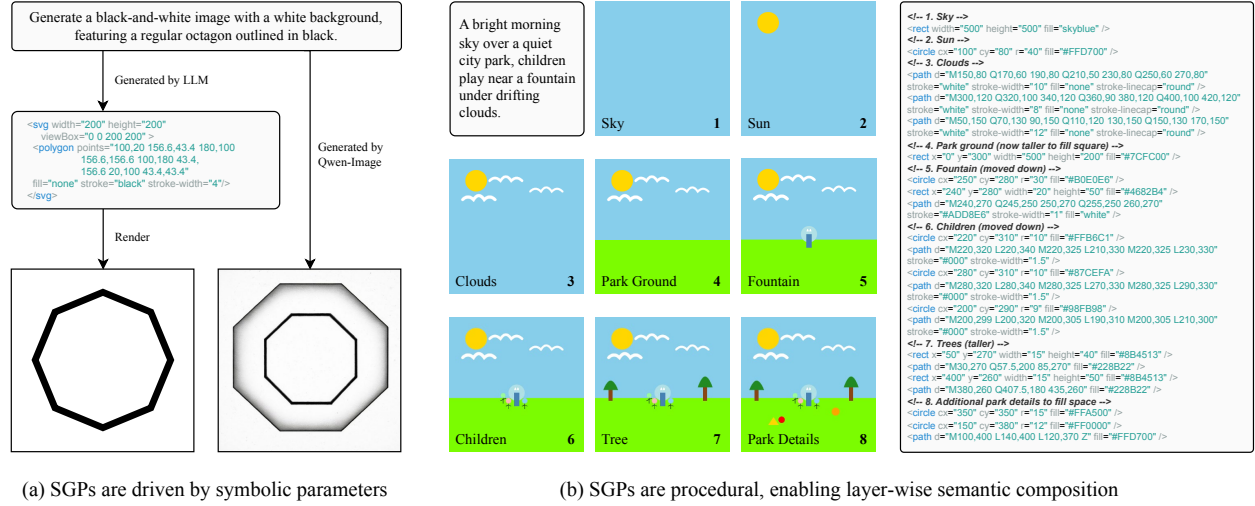 Generate a black-and-white image with a white background,
featuring a regular octagon outlined in black.
Generated by LLM
<svg width="200" height="200"
viewBox="0 0 200 200" >
<polygon points="100,20 156.6,43.4 180,100
156.6,156.6 100,180 43.4,
156.6 20,100 43.4,43.4"
fill="none" stroke="black" stroke-width="4"/>
</svg>
Generated by
Qwen-Image
Render
(a) SGPs are driven by symbolic parameters
A bright morning
sky over a quiet
city park, children
play near a fountain
under drifting
clouds.
Sky 1
Sun 2
Clouds 3
Park Ground 4
Fountain 5
Children 6
Tree 7
Park Details 8
<!-- 1. Sky -->
<rect width="500" height="500" fill="skyblue" />
<!-- 2. Sun -->
<circle cx="100" cy="80" r="40" fill="#FFD700" />
<!-- 3. Clouds -->
<path d="M150,80 Q170,60 190,80 Q210,50 230,80 Q250,60 270,80"
stroke="white" stroke-width="10" fill="none" stroke-linecap="round" />
<path d="M300,120 Q320,100 340,120 Q360,90 380,120 Q400,100 420,120"
stroke="white" stroke-width="8" fill="none" stroke-linecap="round" />
<path d="M50,150 Q70,130 90,150 Q110,120 130,150 Q150,130 170,150"
stroke="white" stroke-width="12" fill="none" stroke-linecap="round" />
<!-- 4. Park ground (now taller to fill square) -->
<rect x="0" y="300" width="500" height="200" fill="#7CFC00" />
<!-- 5. Fountain (moved down) -->
<circle cx="250" cy="280" r="30" fill="#B0E0E6" />
<rect x="240" y="280" width="20" height="50" fill="#4682B4" />
<path d="M240,270 Q245,250 250,270 Q255,250 260,270"
stroke="#ADD8E6" stroke-width="1" fill="white" />
<!-- 6. Children (moved down) -->
<circle cx="220" cy="310" r="10" fill="#FFB6C1" />
<path d="M220,320 L220,340 M220,325 L210,330 M220,325 L230,330"
stroke="#000" stroke-width="1.5" />
<circle cx="280" cy="310" r="10" fill="#87CEFA" />
<path d="M280,320 L280,340 M280,325 L270,330 M280,325 L290,330"
stroke="#000" stroke-width="1.5" />
<circle cx="200" cy="290" r="9" fill="#98FB98" />
<path d="M200,299 L200,320 M200,305 L190,310 M200,305 L210,300"
stroke="#000" stroke-width="1.5" />
<!-- 7. Trees (taller) -->
<rect x="50" y="270" width="15" height="40" fill="#8B4513" />
<path d="M30,270 Q57.5,200 85,270" fill="#228B22" />
<rect x="400" y="260" width="15" height="50" fill="#8B4513" />
<path d="M380,260 Q407.5,180 435,260" fill="#228B22" />
<!-- 8. Additional park details to fill space -->
<circle cx="350" cy="350" r="15" fill="#FFA500" />
<circle cx="150" cy="380" r="12" fill="#FF0000" />
<path d="M100,400 L140,400 L120,370 Z" fill="#FFD700" />
(b) SGPs are procedural, enabling layer-wise semantic composition